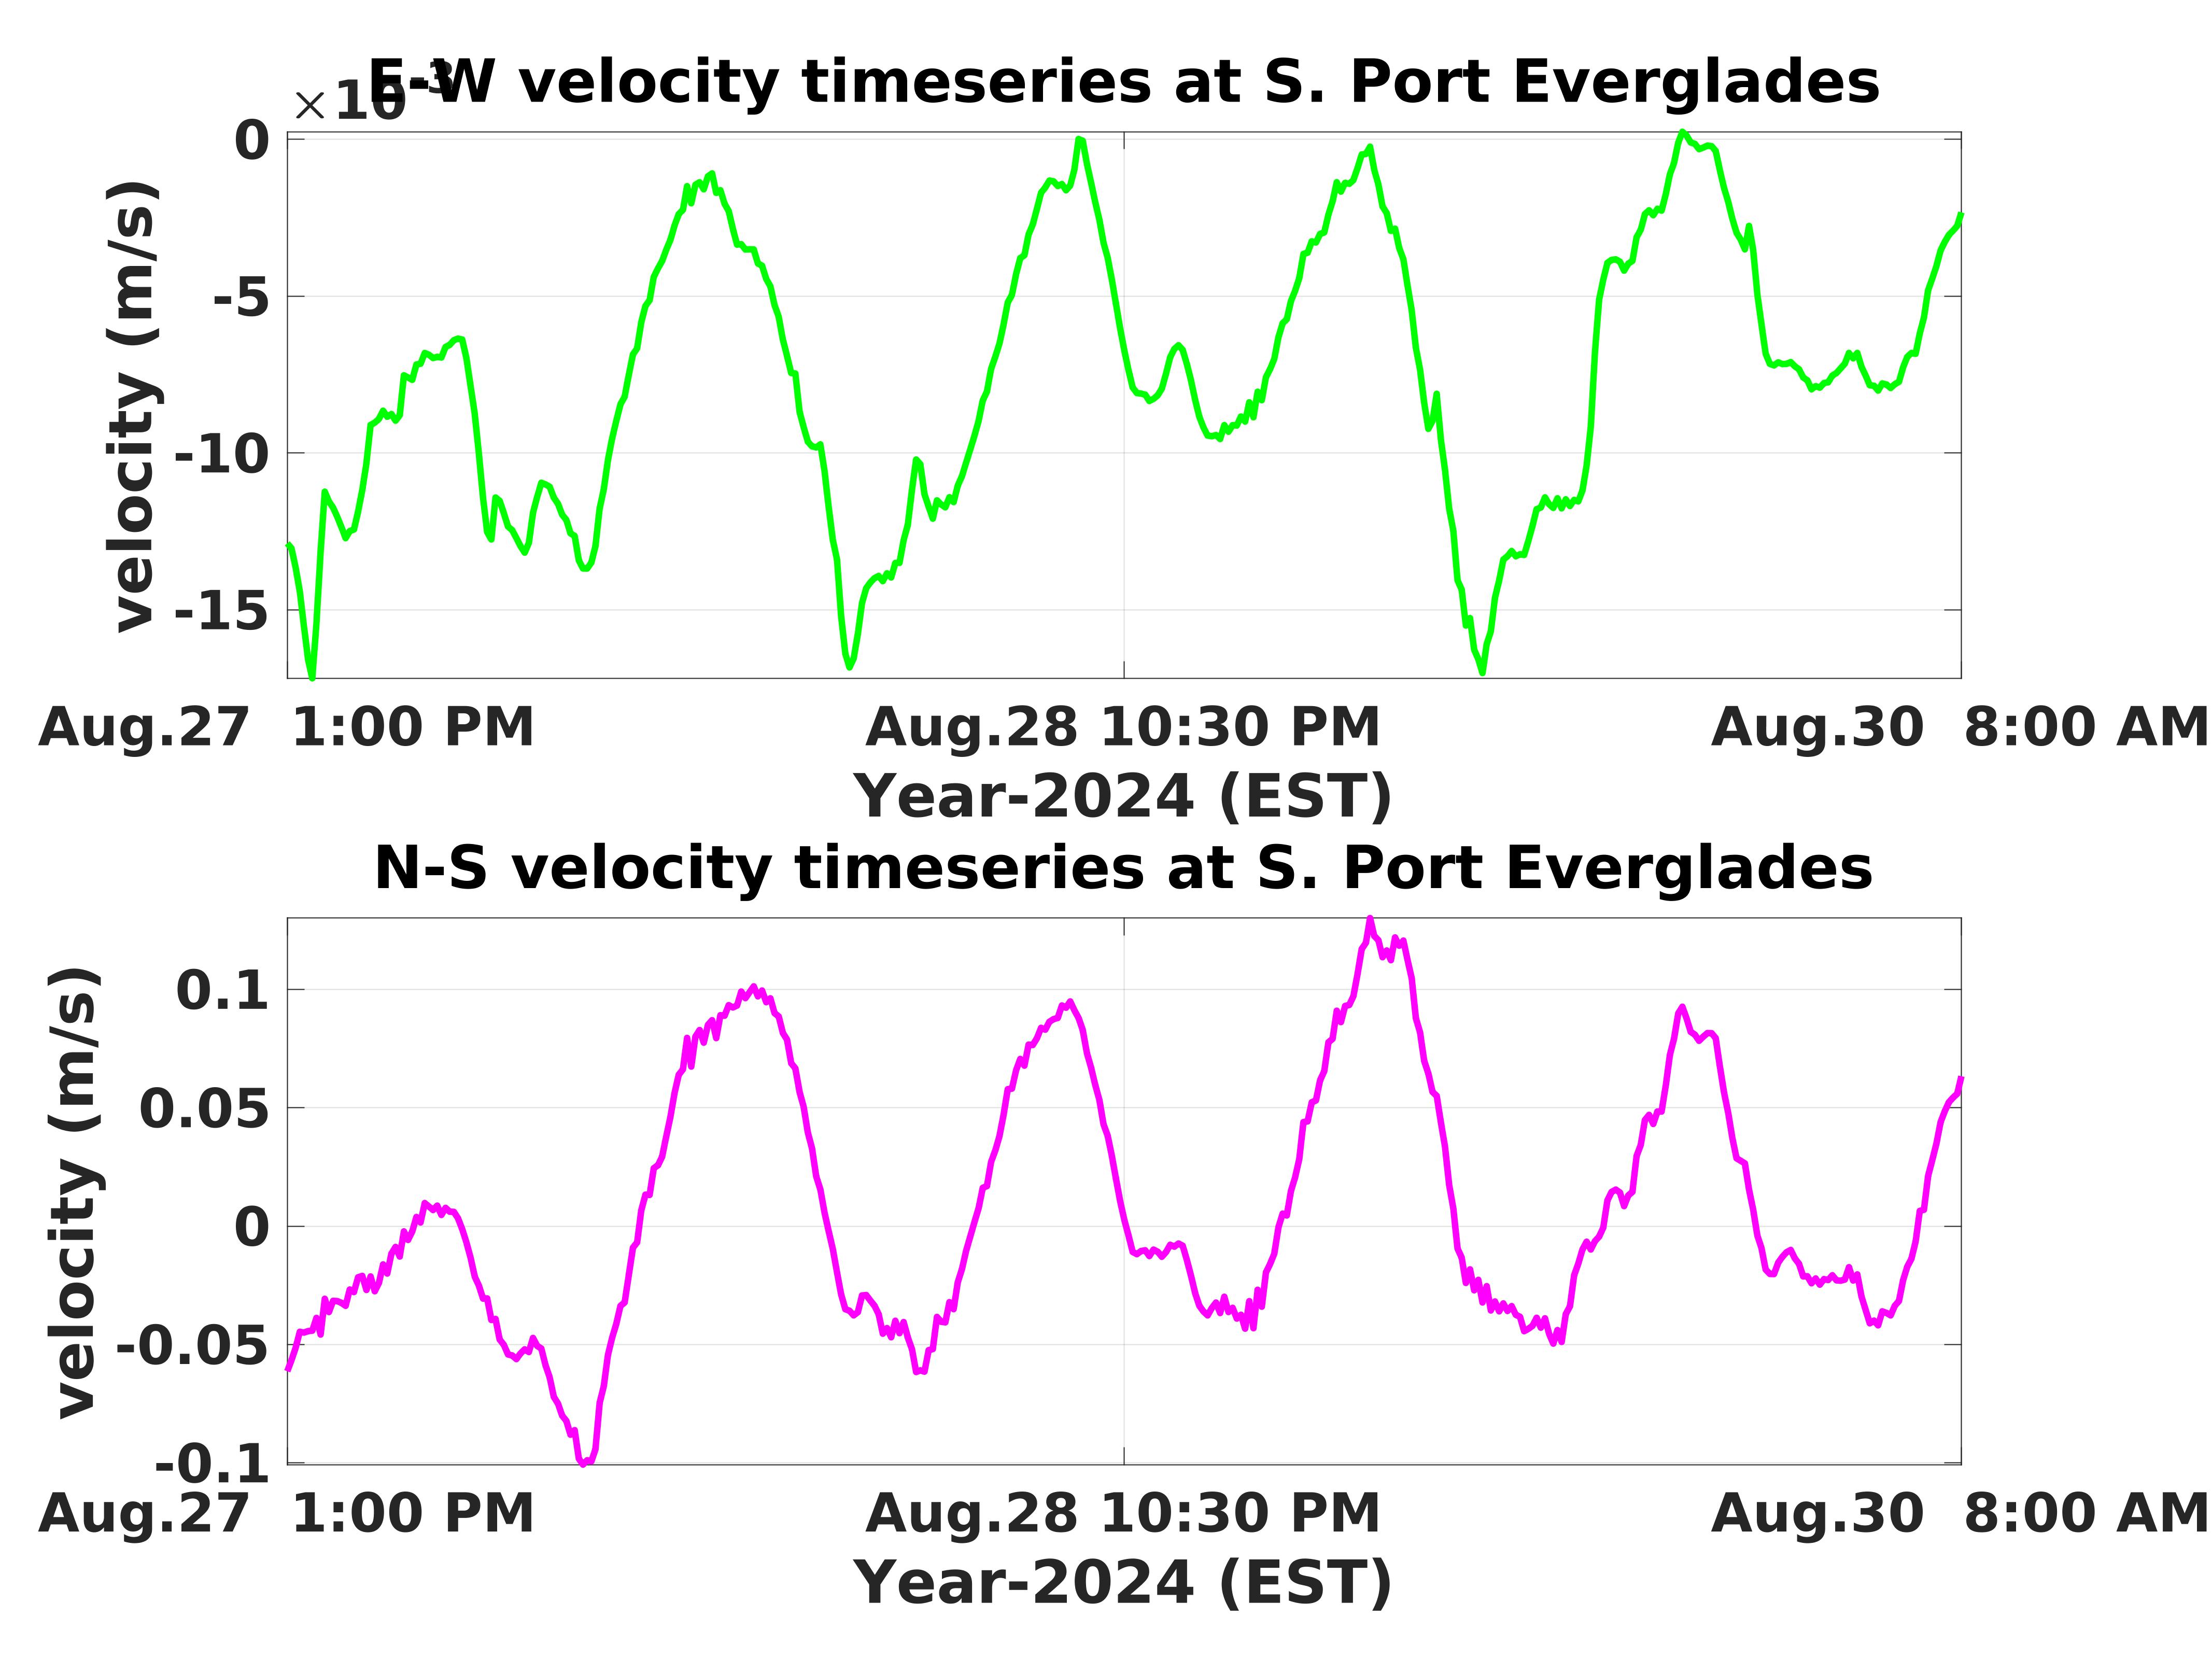 ×10-3
E-W velocity timeseries at S. Port Everglades
0
-5
-10
-15
velocity (m/s)
Aug.27 1:00 PM Aug.28 10:30 PM Aug.30 8:00 AM
Year-2024 (EST)
N-S velocity timeseries at S. Port Everglades
0.1
0.05
0
-0.05
-0.1
velocity (m/s)
Aug.27 1:00 PM Aug.28 10:30 PM Aug.30 8:00 AM
Year-2024 (EST)